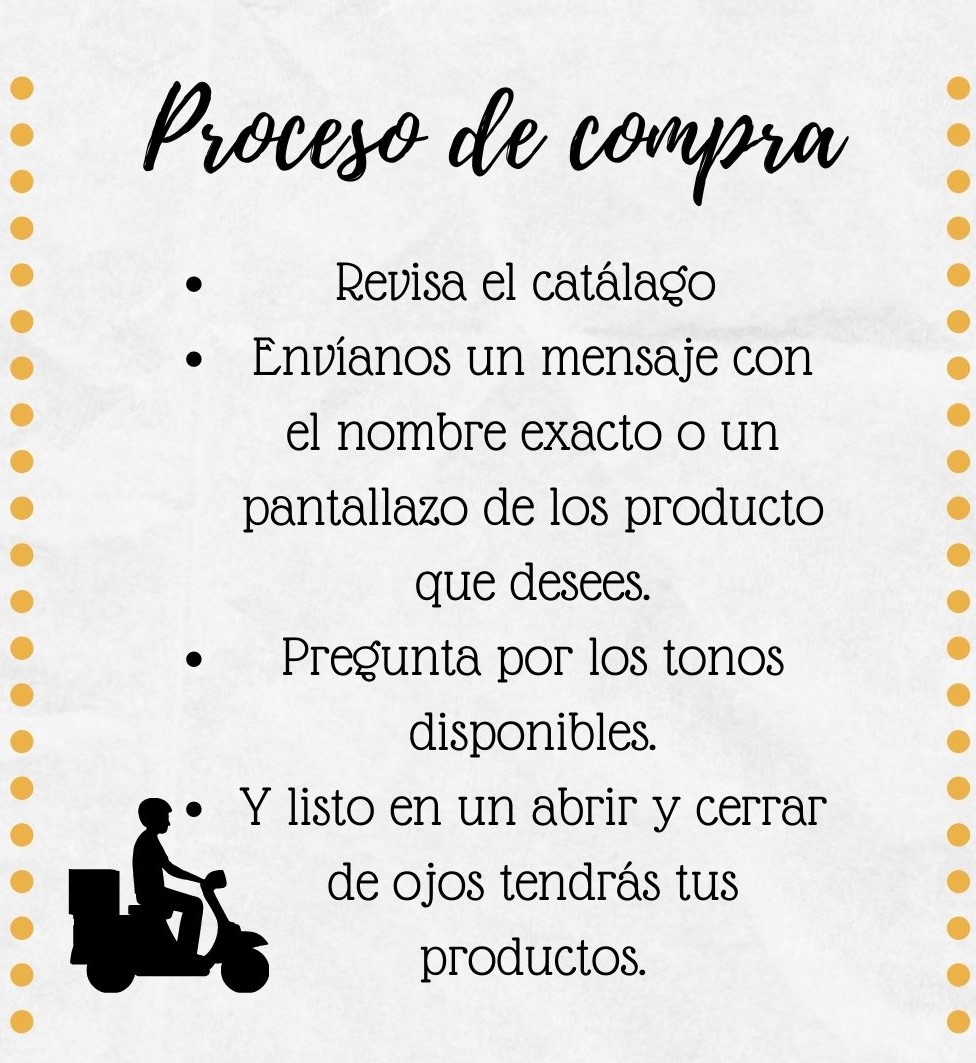 Proceso de compra
• Revisa el catálago
• Envíanos un mensaje con
el nombre exacto o un
pantallazo de los producto
que desees.
• Pregunta por los tonos
disponibles.
• Y listo en un abrir y cerrar
de ojos tendrás tus
productos.